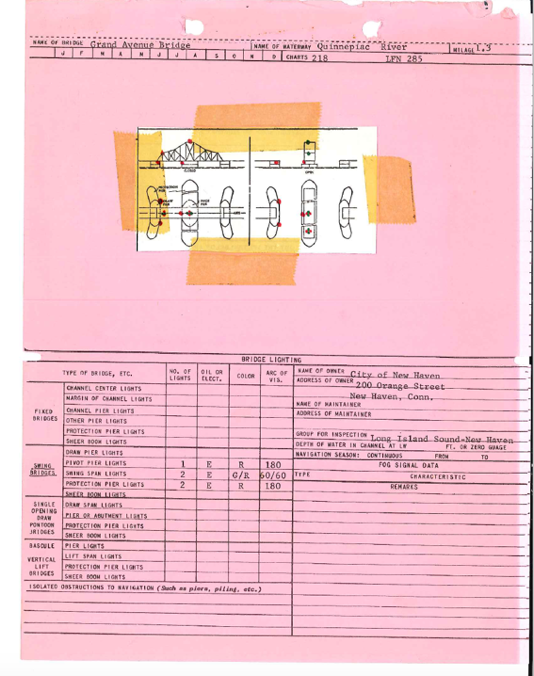 NAME OF BRIDGE Grand Avenue Bridge NAME OF WATERWAY Quinnepiac River MILAGE 1.3
J F M A M J J A S O N D CHARTS 218 LFN 285
CLOSED OPEN
BRIDGE LIGHTING
TYPE OF BRIDGE, ETC. NO. OF LIGHTS OIL OR ELECT. COLOR ARC OF VIS.
NAME OF OWNER City of New Haven
ADDRESS OF OWNER 200 Orange Street
New Haven, Conn.
NAME OF MAINTAINER
ADDRESS OF MAINTAINER
GROUP FOR INSPECTION Long Island Sound-New Haven
DEPTH OF WATER IN CHANNEL AT LW FT. OR ZERO GUAGE
NAVIGATION SEASON: CONTINUOUS FROM TO
FOG SIGNAL DATA
TYPE CHARACTERISTIC
REMARKS
FIXED BRIDGES
CHANNEL CENTER LIGHTS
MARGIN OF CHANNEL LIGHTS
CHANNEL PIER LIGHTS
OTHER PIER LIGHTS
PROTECTION PIER LIGHTS
SHEER BOOM LIGHTS
SWING BRIDGES
DRAW PIER LIGHTS
PIVOT PIER LIGHTS 1 E R 180
SWING SPAN LIGHTS 2 E G/R 60/60
PROTECTION PIER LIGHTS 2 E R 180
SHEER BOOM LIGHTS
SINGLE OPENING DRAW PONTOON BRIDGES
DRAW SPAN LIGHTS
PIER OR ABUTMENT LIGHTS
PROTECTION PIER LIGHTS
SHEER BOOM LIGHTS
BASCULE VERTICAL LIFT BRIDGES
PIER LIGHTS
LIFT SPAN LIGHTS
PROTECTION PIER LIGHTS
SHEER BOOM LIGHTS
ISOLATED OBSTRUCTIONS TO NAVIGATION (Such as piers, piling, etc.)